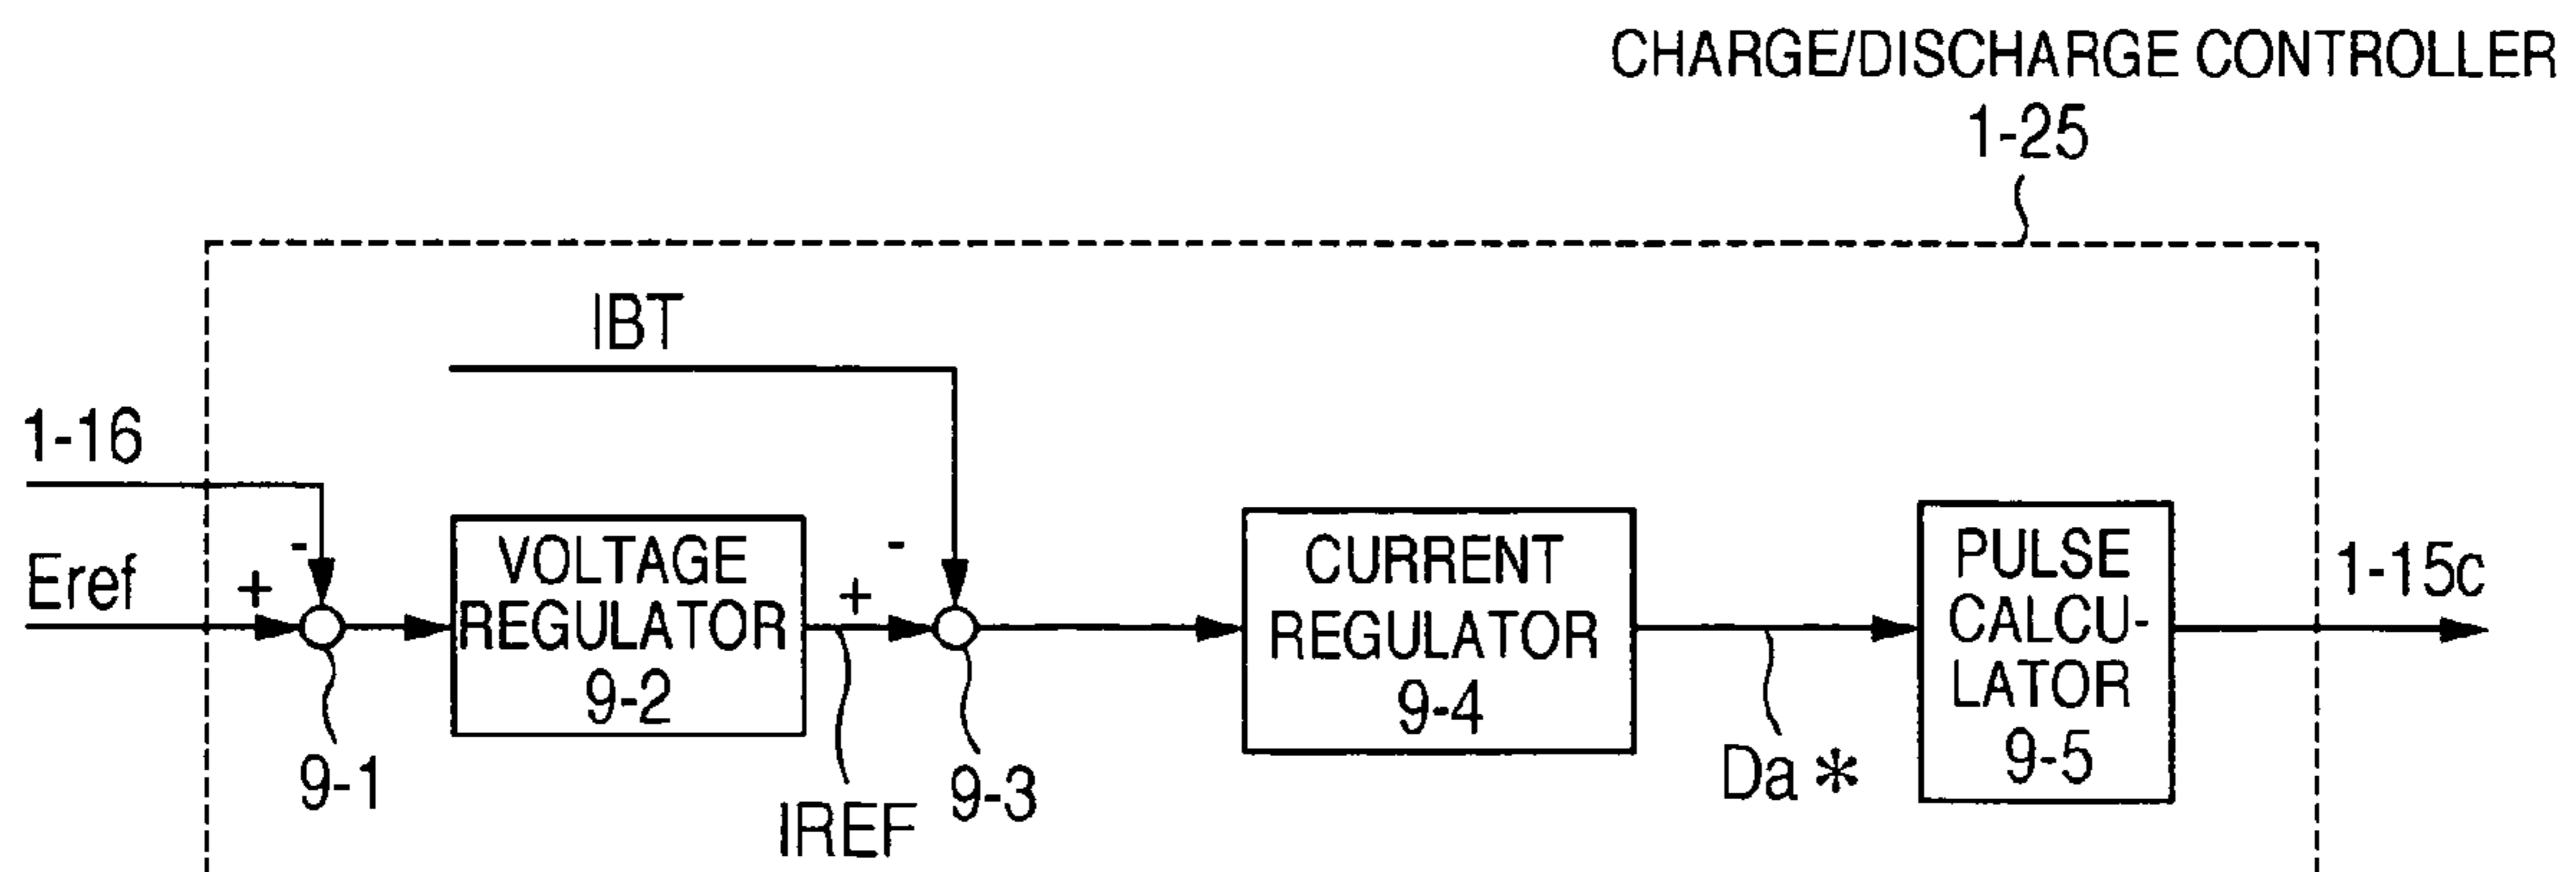 CHARGE/DISCHARGE CONTROLLER
1-25
IBT
1-16
Eref
+
-
VOLTAGE
REGULATOR
9-2
+
-
CURRENT
REGULATOR
9-4
PULSE
CALCU-
LATOR
9-5
1-15c
9-1
IREF
9-3
Da *